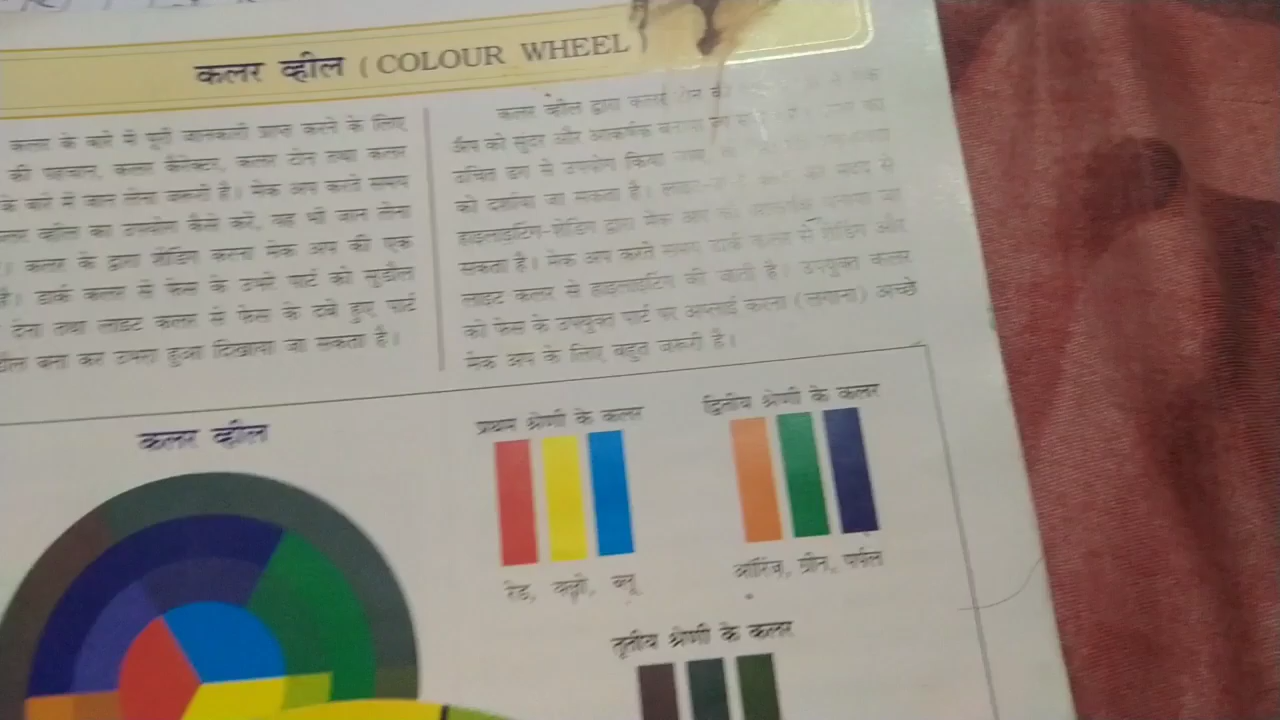 कलर व्हील (COLOUR WHEEL)
कलर के बारे में पूरी जानकारी प्राप्त करने के लिए
की पहचान, कलर कैरेक्टर, कलर टोन तथा कलर
के बारे में जान लेना जरूरी है। मेक अप करते समय
कलर व्हील का उपयोग कैसे करें, यह भी जान लेना
। कलर के द्वारा शेडिंग करना मेक अप की एक
है। डार्क कलर से फेस के उभरे पार्ट को सुडौल
देना तथा लाइट कलर से फेस के दबे हुए पार्ट
बना कर उभरा हुआ दिखाया जा सकता है।
कलर व्हील द्वारा कलर टोन
अप को सुंदर और आकर्षक बनाया जा
उचित ढंग से उपयोग किया जाए,
को दर्शाया जा सकता है। मदद से
हाइलाइटिंग-शेडिंग द्वारा मेक अप को जा
सकता है। मेक अप करते समय डार्क कलर से शेडिंग और
लाइट कलर से हाइलाइटिंग की जाती है। उपयुक्त कलर
को फेस के उपयुक्त पार्ट पर अप्लाई करना (लगाना) अच्छे
मेक अप के लिए बहुत जरूरी है।
कलर व्हील
प्रथम श्रेणी के कलर
रेड, यलो, ब्लू
द्वितीय श्रेणी के कलर
ऑरेंज, ग्रीन, पर्पल
तृतीय श्रेणी के कलर